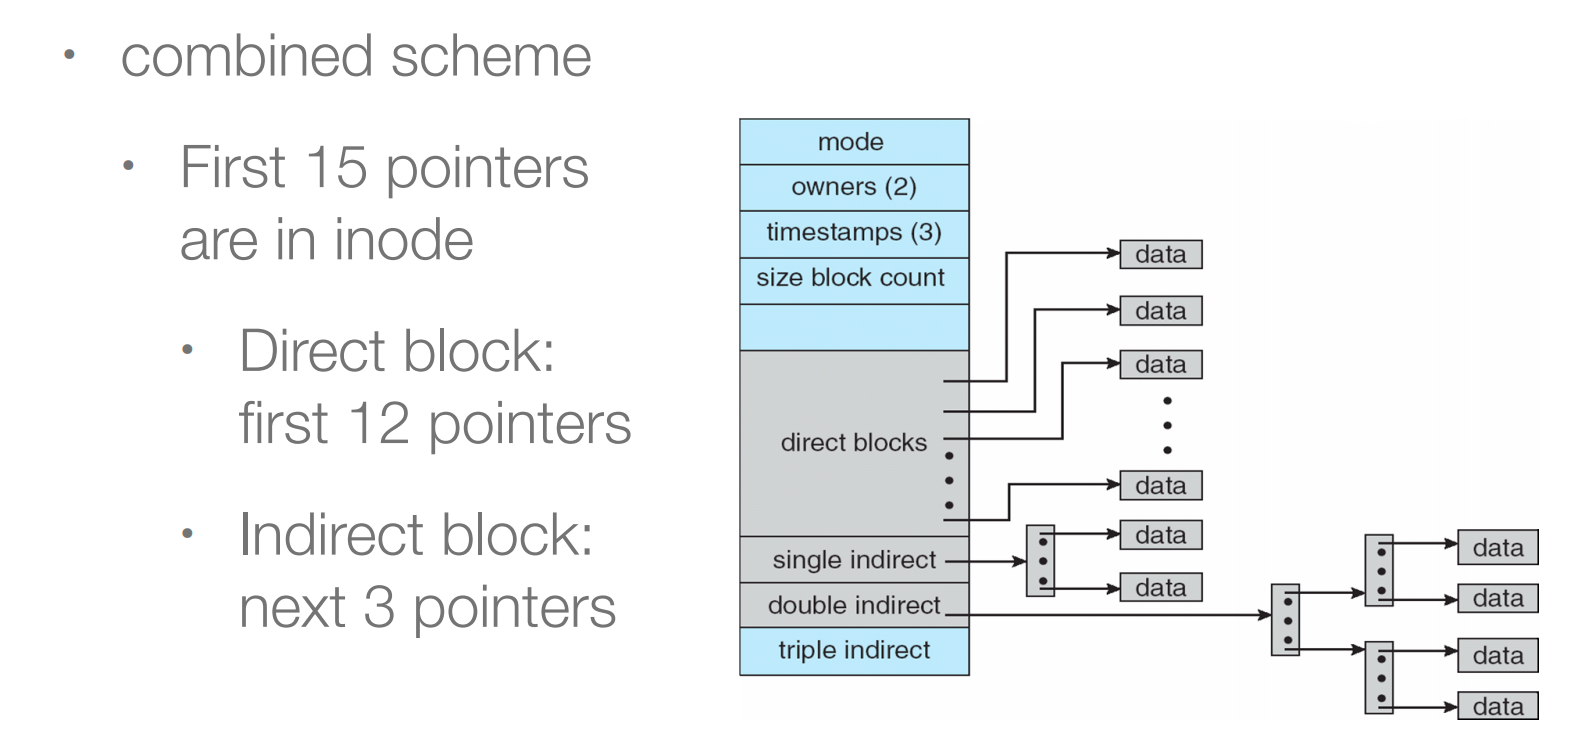 • combined scheme
• First 15 pointers
are in inode
• Direct block:
first 12 pointers
• Indirect block:
next 3 pointers
mode
owners (2)
timestamps (3)
size block count
direct blocks
single indirect
double indirect
triple indirect
data
data
data
data
data
data
data
data
data
data